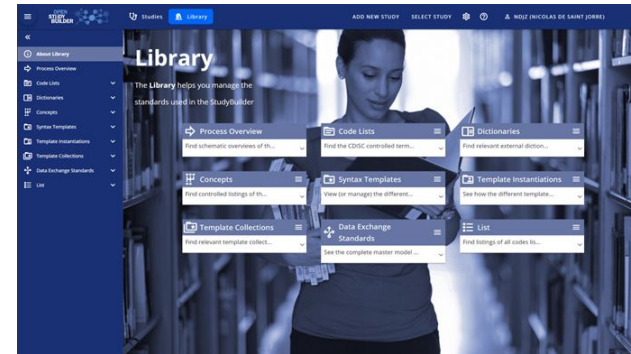 OPEN
STUDY
BUILDER
Studies
Library
ADD NEW STUDY
SELECT STUDY
NDJZ (NICOLAS DE SAINT JORRE)
About Library
Process Overview
Code Lists
Dictionaries
Concepts
Syntax Templates
Template Instantiations
Template Collections
Data Exchange Standards
List
Library
The Library helps you manage the
standards used in the StudyBuilder
Process Overview
Find schematic overviews of th...
Code Lists
Find the CDISC controlled term...
Dictionaries
Find relevant external diction...
Concepts
Find controlled listings of th...
Syntax Templates
View (or manage) the different...
Template Instantiations
See how the different template...
Template Collections
Find relevant template collect...
Data Exchange
Standards
See the complete master model ...
List
Find listings of all codes lis...